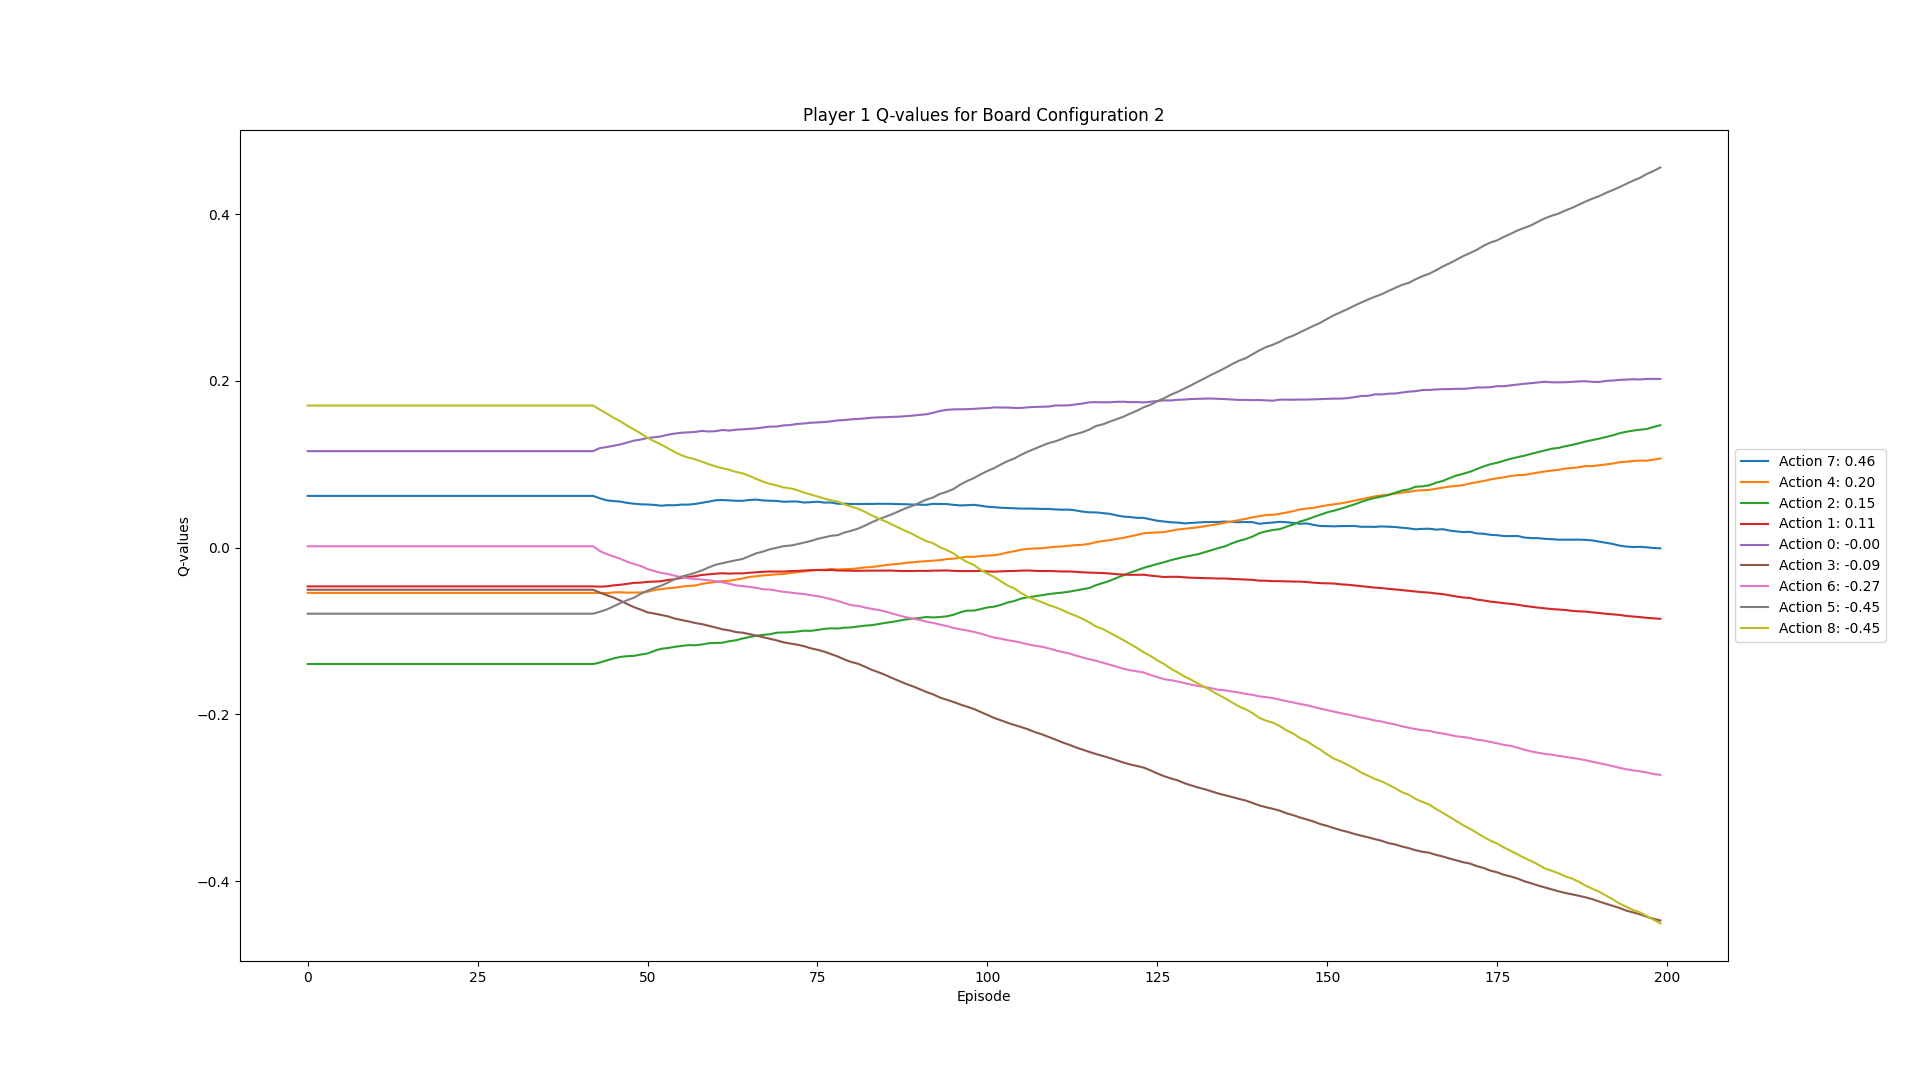 Player 1 Q-values for Board Configuration 2
Q-values
0.4
0.2
0.0
−0.2
−0.4
0
25
50
75
100
125
150
175
200
Episode
Action 7: 0.46
Action 4: 0.20
Action 2: 0.15
Action 1: 0.11
Action 0: -0.00
Action 3: -0.09
Action 6: -0.27
Action 5: -0.45
Action 8: -0.45